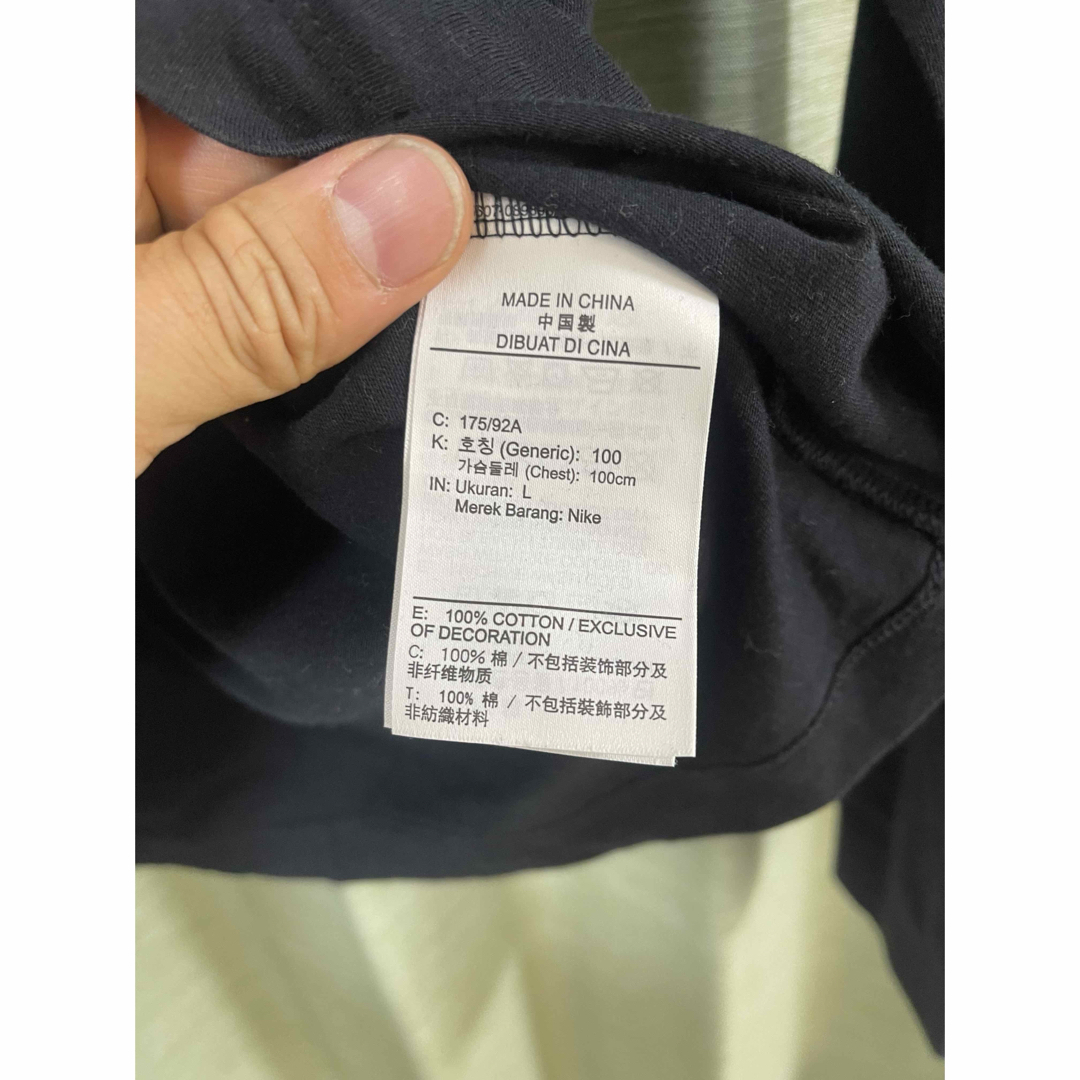 MADE IN CHINA
中国製
DIBUAT DI CINA
C: 175/92A
K: 호칭 (Generic): 100
가슴둘레 (Chest): 100cm
IN: Ukuran: L
Merek Barang: Nike
E: 100% COTTON / EXCLUSIVE
OF DECORATION
C: 100% 棉 / 不包括装饰部分及
非纤维物质
T: 100% 棉 / 不包括裝飾部分及
非紡織材料